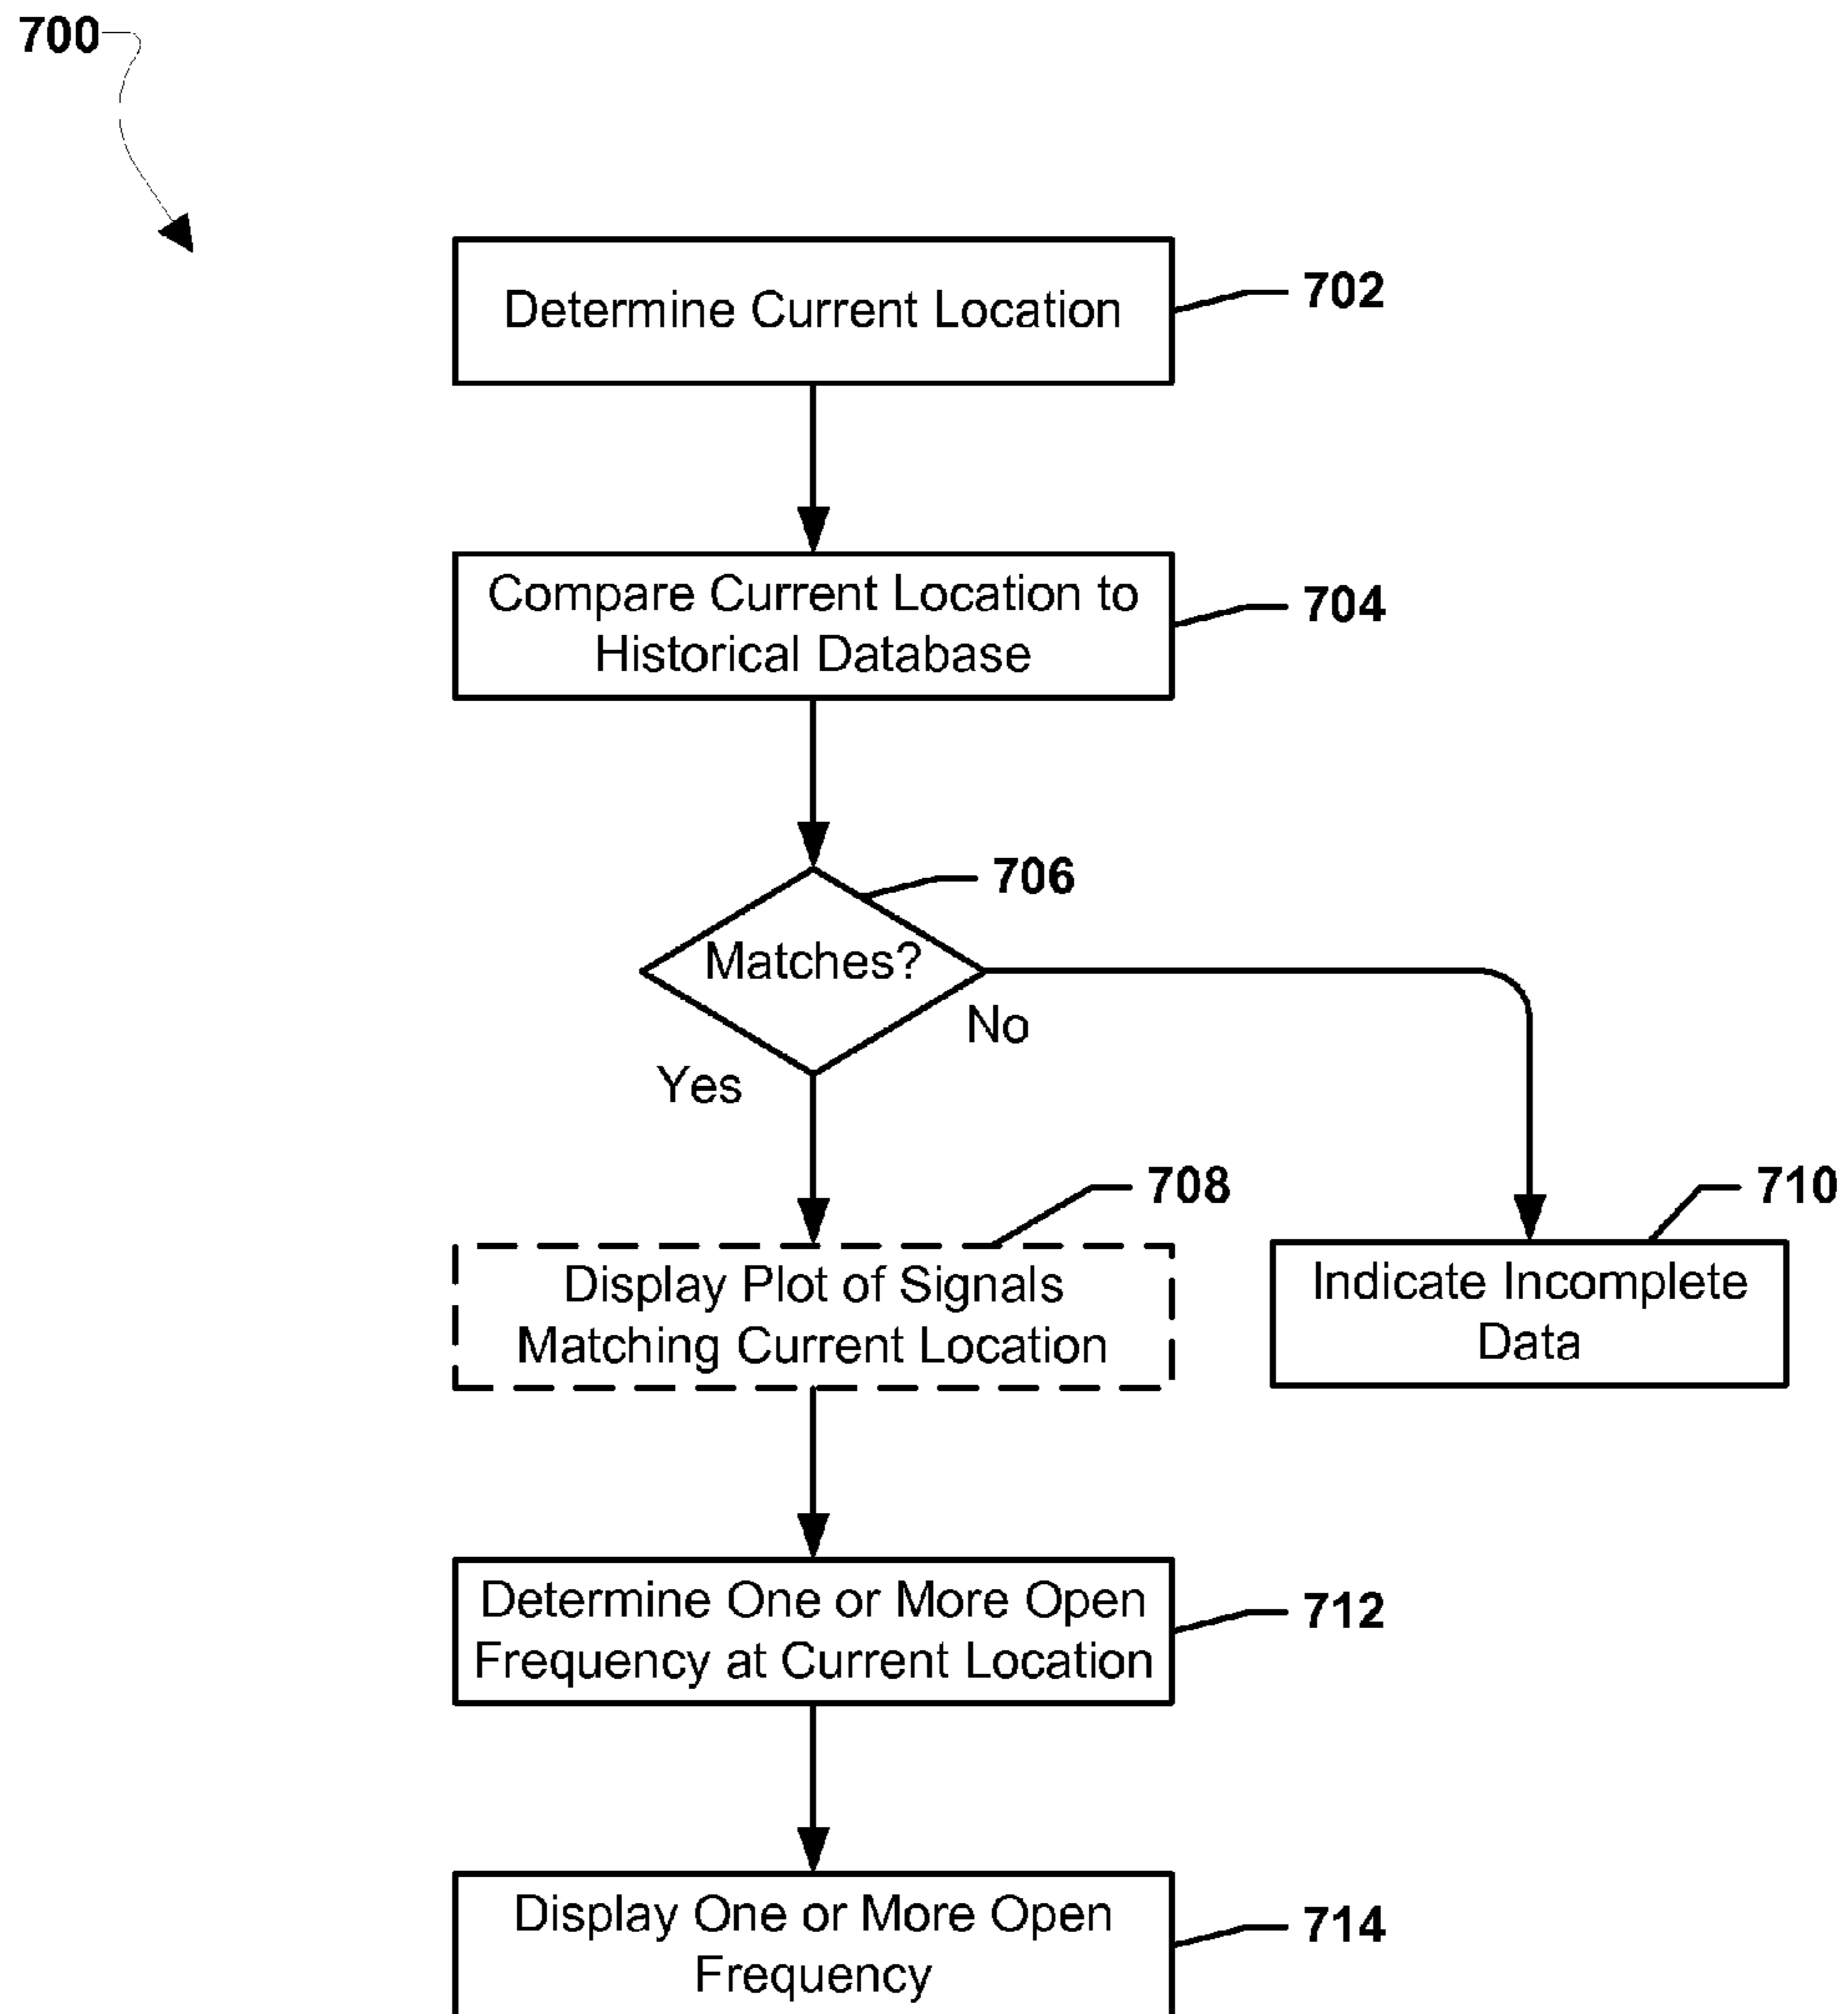 700
Determine Current Location
702
Compare Current Location to
Historical Database
704
706
Matches?
No
Yes
708
710
Display Plot of Signals
Matching Current Location
Indicate Incomplete
Data
Determine One or More Open
Frequency at Current Location
712
Display One or More Open
Frequency
714